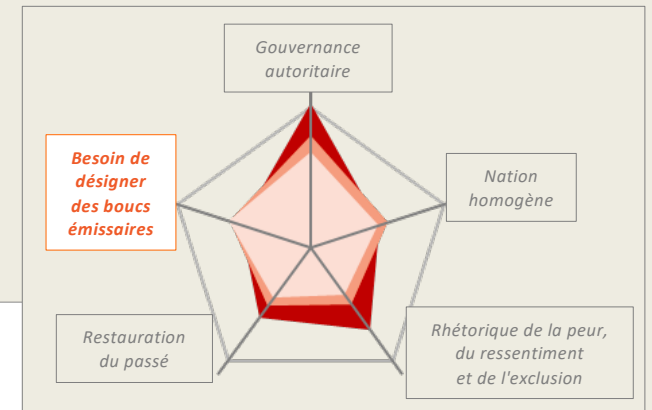 Gouvernance
autoritaire
Besoin de
désigner
des boucs
émissaires
Nation
homogène
Restauration
du passé
Rhétorique de la peur,
du ressentiment
et de l'exclusion